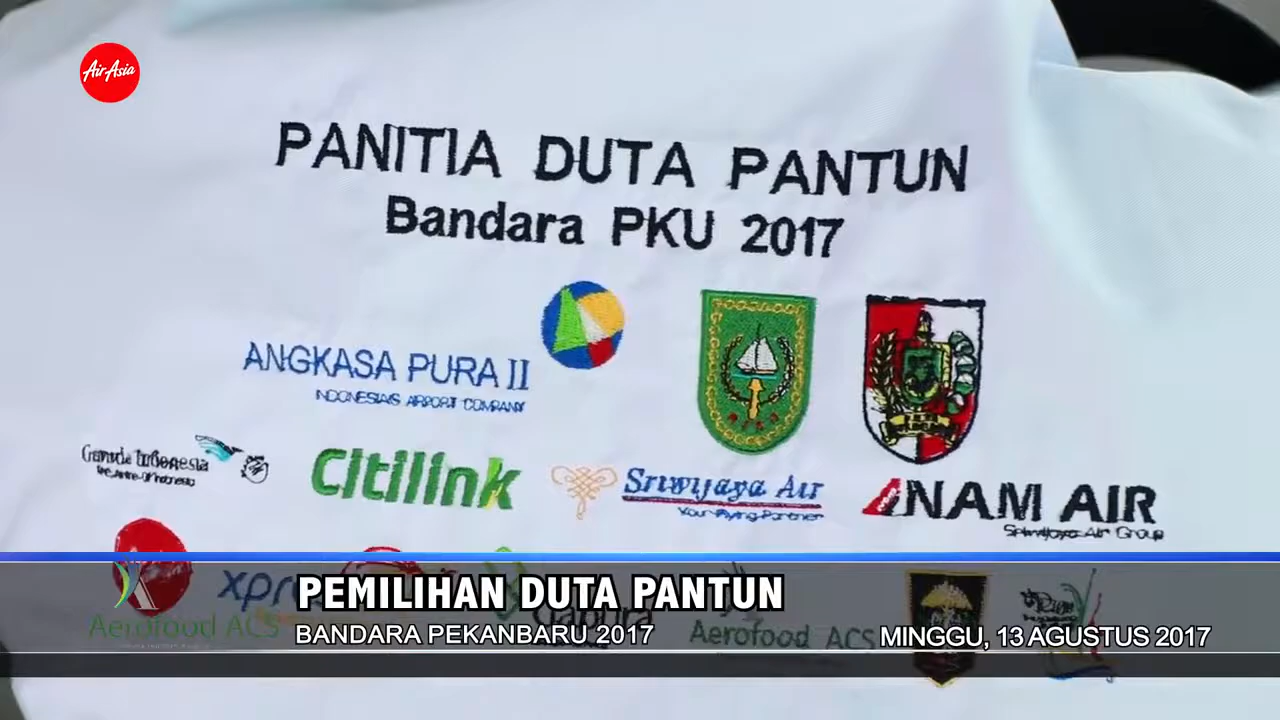 AirAsia
PANITIA DUTA PANTUN
Bandara PKU 2017
ANGKASA PURA II
INDONESIA'S AIRPORT COMPANY
Garuda Indonesia
Citilink
Sriwijaya Air
Your Flying Partner
NAM AIR
Sriwijaya Air Group
PEMILIHAN DUTA PANTUN
Aerofood ACS
BANDARA PEKANBARU 2017
Aerofood ACS
MINGGU, 13 AGUSTUS 2017